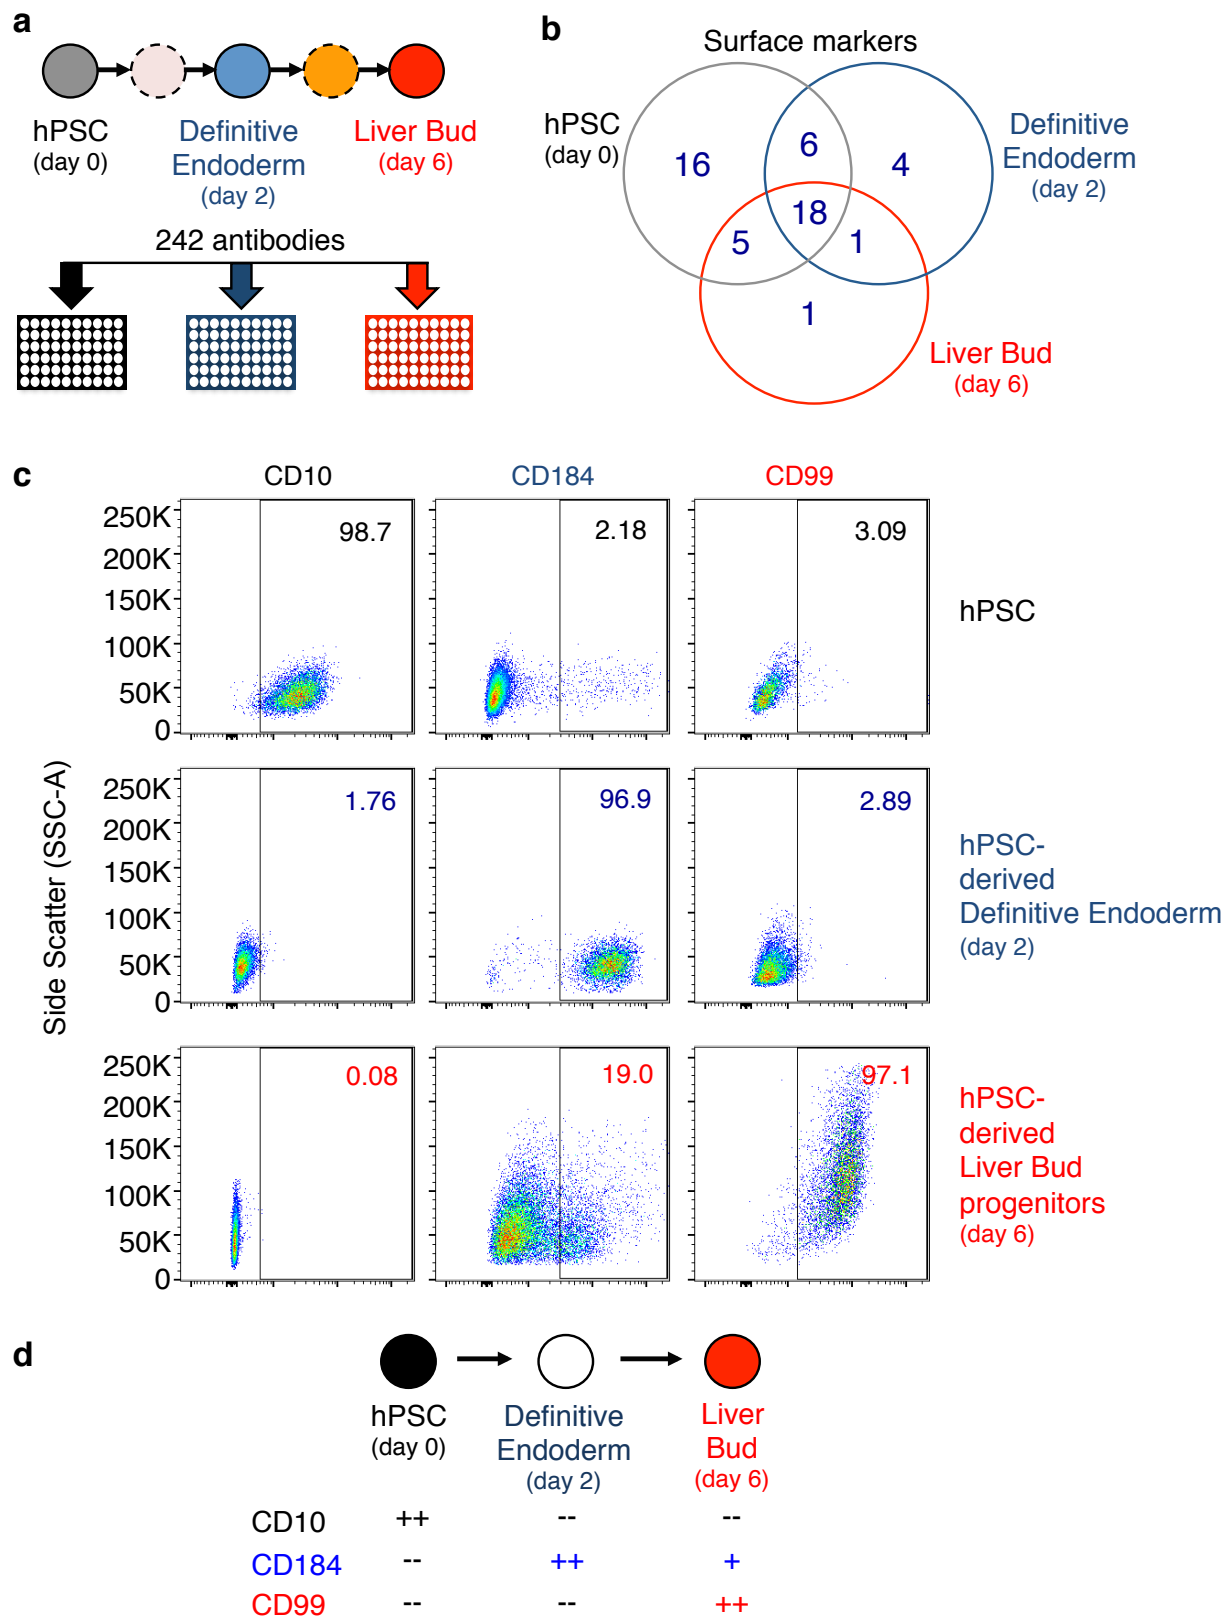 a
hPSC
(day 0)
Definitive
Endoderm
(day 2)
Liver Bud
(day 6)
242 antibodies
b
Surface markers
hPSC
(day 0)
Definitive
Endoderm
(day 2)
16
6
4
18
5
1
1
Liver Bud
(day 6)
c
CD10
CD184
CD99
Side Scatter (SSC-A)
250K
200K
150K
100K
50K
0
98.7
2.18
3.09
hPSC
250K
200K
150K
100K
50K
0
1.76
96.9
2.89
hPSC-
derived
Definitive Endoderm
(day 2)
250K
200K
150K
100K
50K
0
0.08
19.0
97.1
hPSC-
derived
Liver Bud
progenitors
(day 6)
d
hPSC
(day 0)
Definitive
Endoderm
(day 2)
Liver
Bud
(day 6)
CD10 ++ -- --
CD184 -- ++ +
CD99 -- -- ++